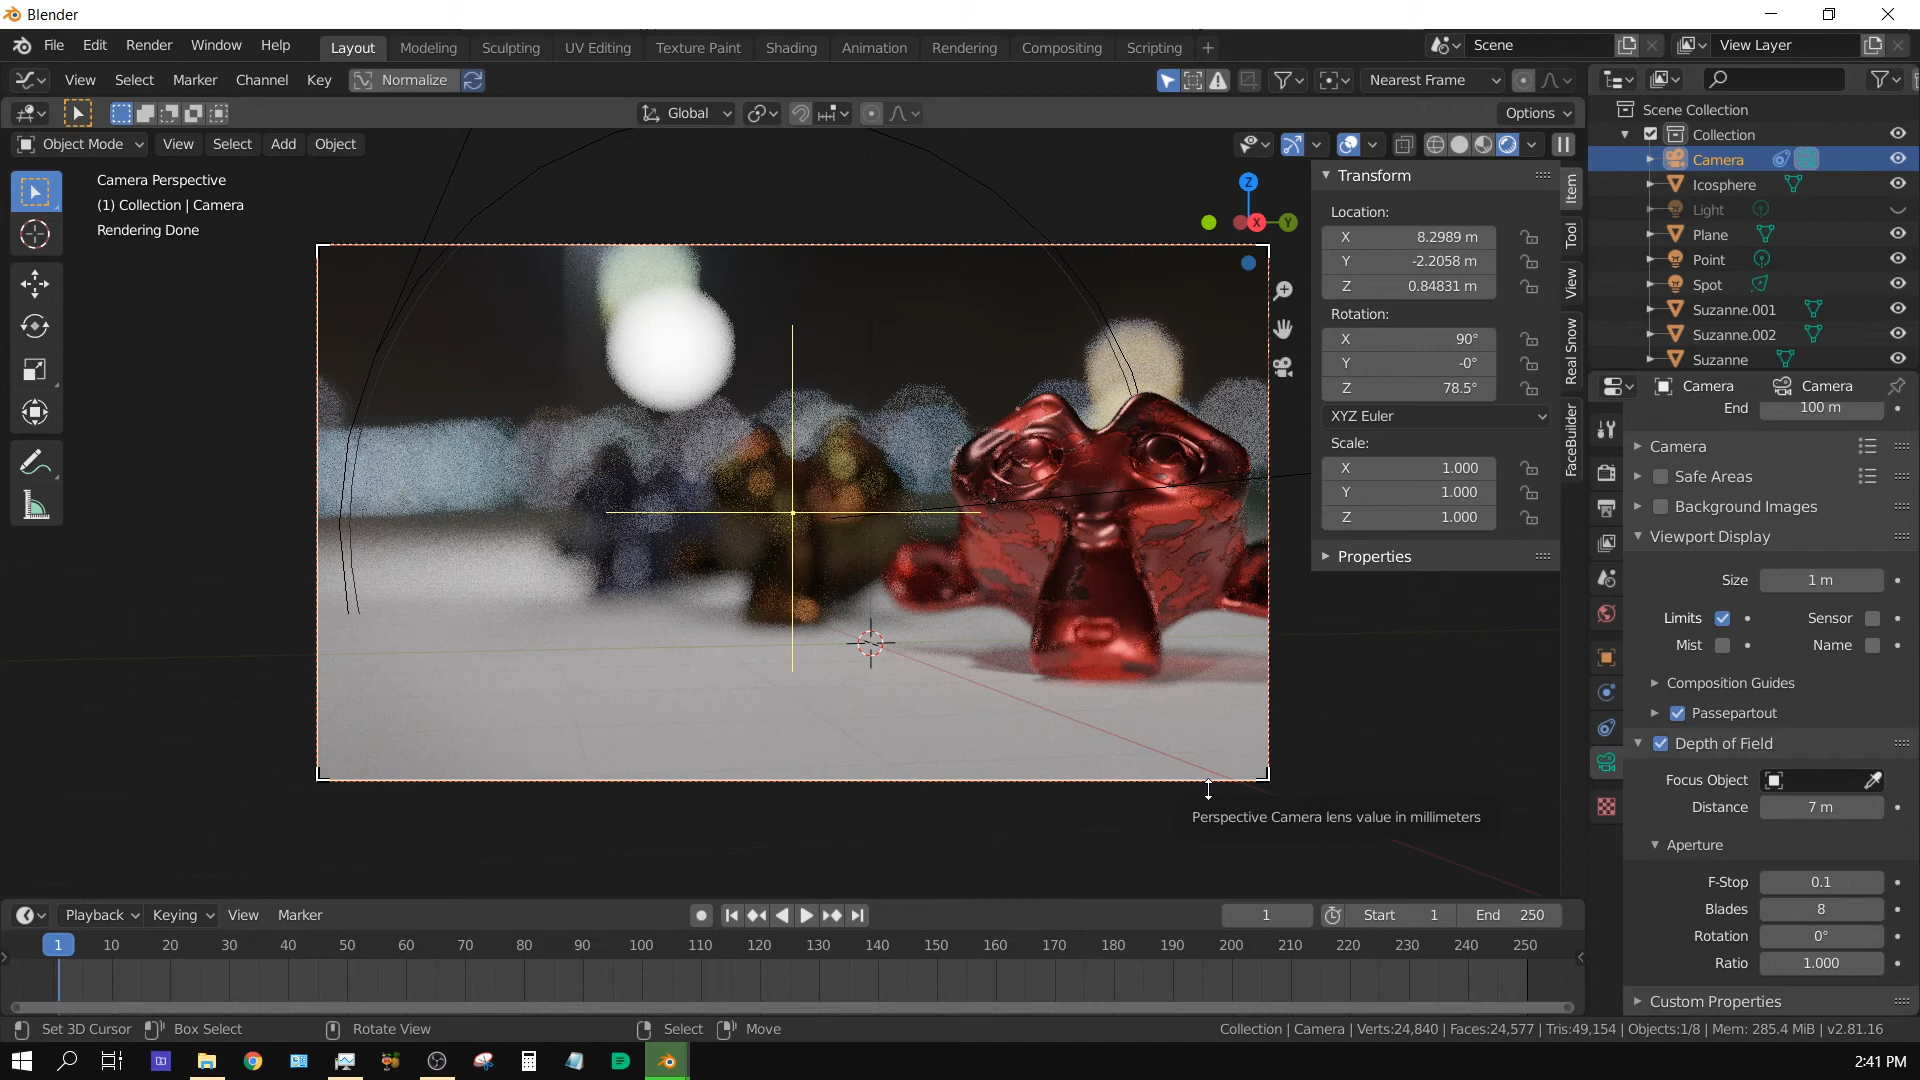 Blender
File Edit Render Window Help Layout Modeling Sculpting UV Editing Texture Paint Shading Animation Rendering Compositing Scripting + Scene View Layer
View Select Marker Channel Key Normalize Nearest Frame
Global Options
Object Mode View Select Add Object
Camera Perspective
(1) Collection | Camera
Rendering Done
Z
X
Y
Transform
Location:
X 8.2989 m
Y -2.2058 m
Z 0.84831 m
Rotation:
X 90°
Y -0°
Z 78.5°
XYZ Euler
Scale:
X 1.000
Y 1.000
Z 1.000
Properties
Item
Tool
View
Real Snow
FaceBuilder
Scene Collection
Collection
Camera
Icosphere
Light
Plane
Point
Spot
Suzanne.001
Suzanne.002
Suzanne
Camera Camera
End 100 m
Camera
Safe Areas
Background Images
Viewport Display
Size 1 m
Limits Sensor
Mist Name
Composition Guides
Passepartout
Depth of Field
Focus Object
Distance 7 m
Aperture
F-Stop 0.1
Blades 8
Rotation 0°
Ratio 1.000
Custom Properties
Perspective Camera lens value in millimeters
Playback Keying View Marker 1 Start 1 End 250
1 10 20 30 40 50 60 70 80 90 100 110 120 130 140 150 160 170 180 190 200 210 220 230 240 250
Set 3D Cursor Box Select Rotate View Select Move Collection | Camera | Verts:24,840 | Faces:24,577 | Tris:49,154 | Objects:1/8 | Mem: 285.4 MiB | v2.81.16
2:41 PM